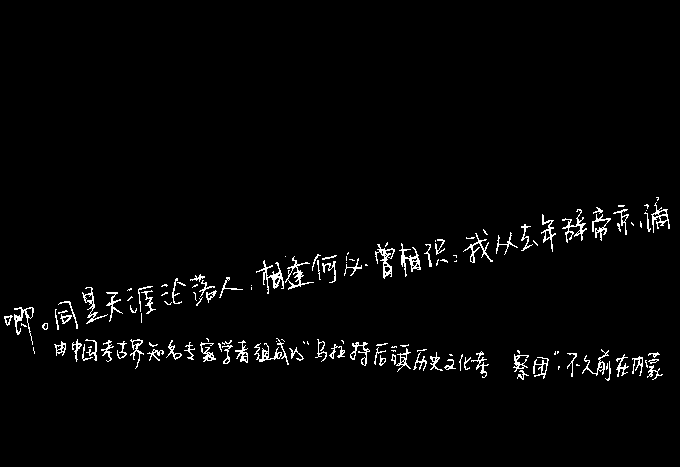 唧。同是天涯沦落人,相逢何必曾相识。我从去年辞帝京,谪
由中国考古界知名专家学者组成的“乌拉特后旗历史文化考 察团”,不久前在内蒙